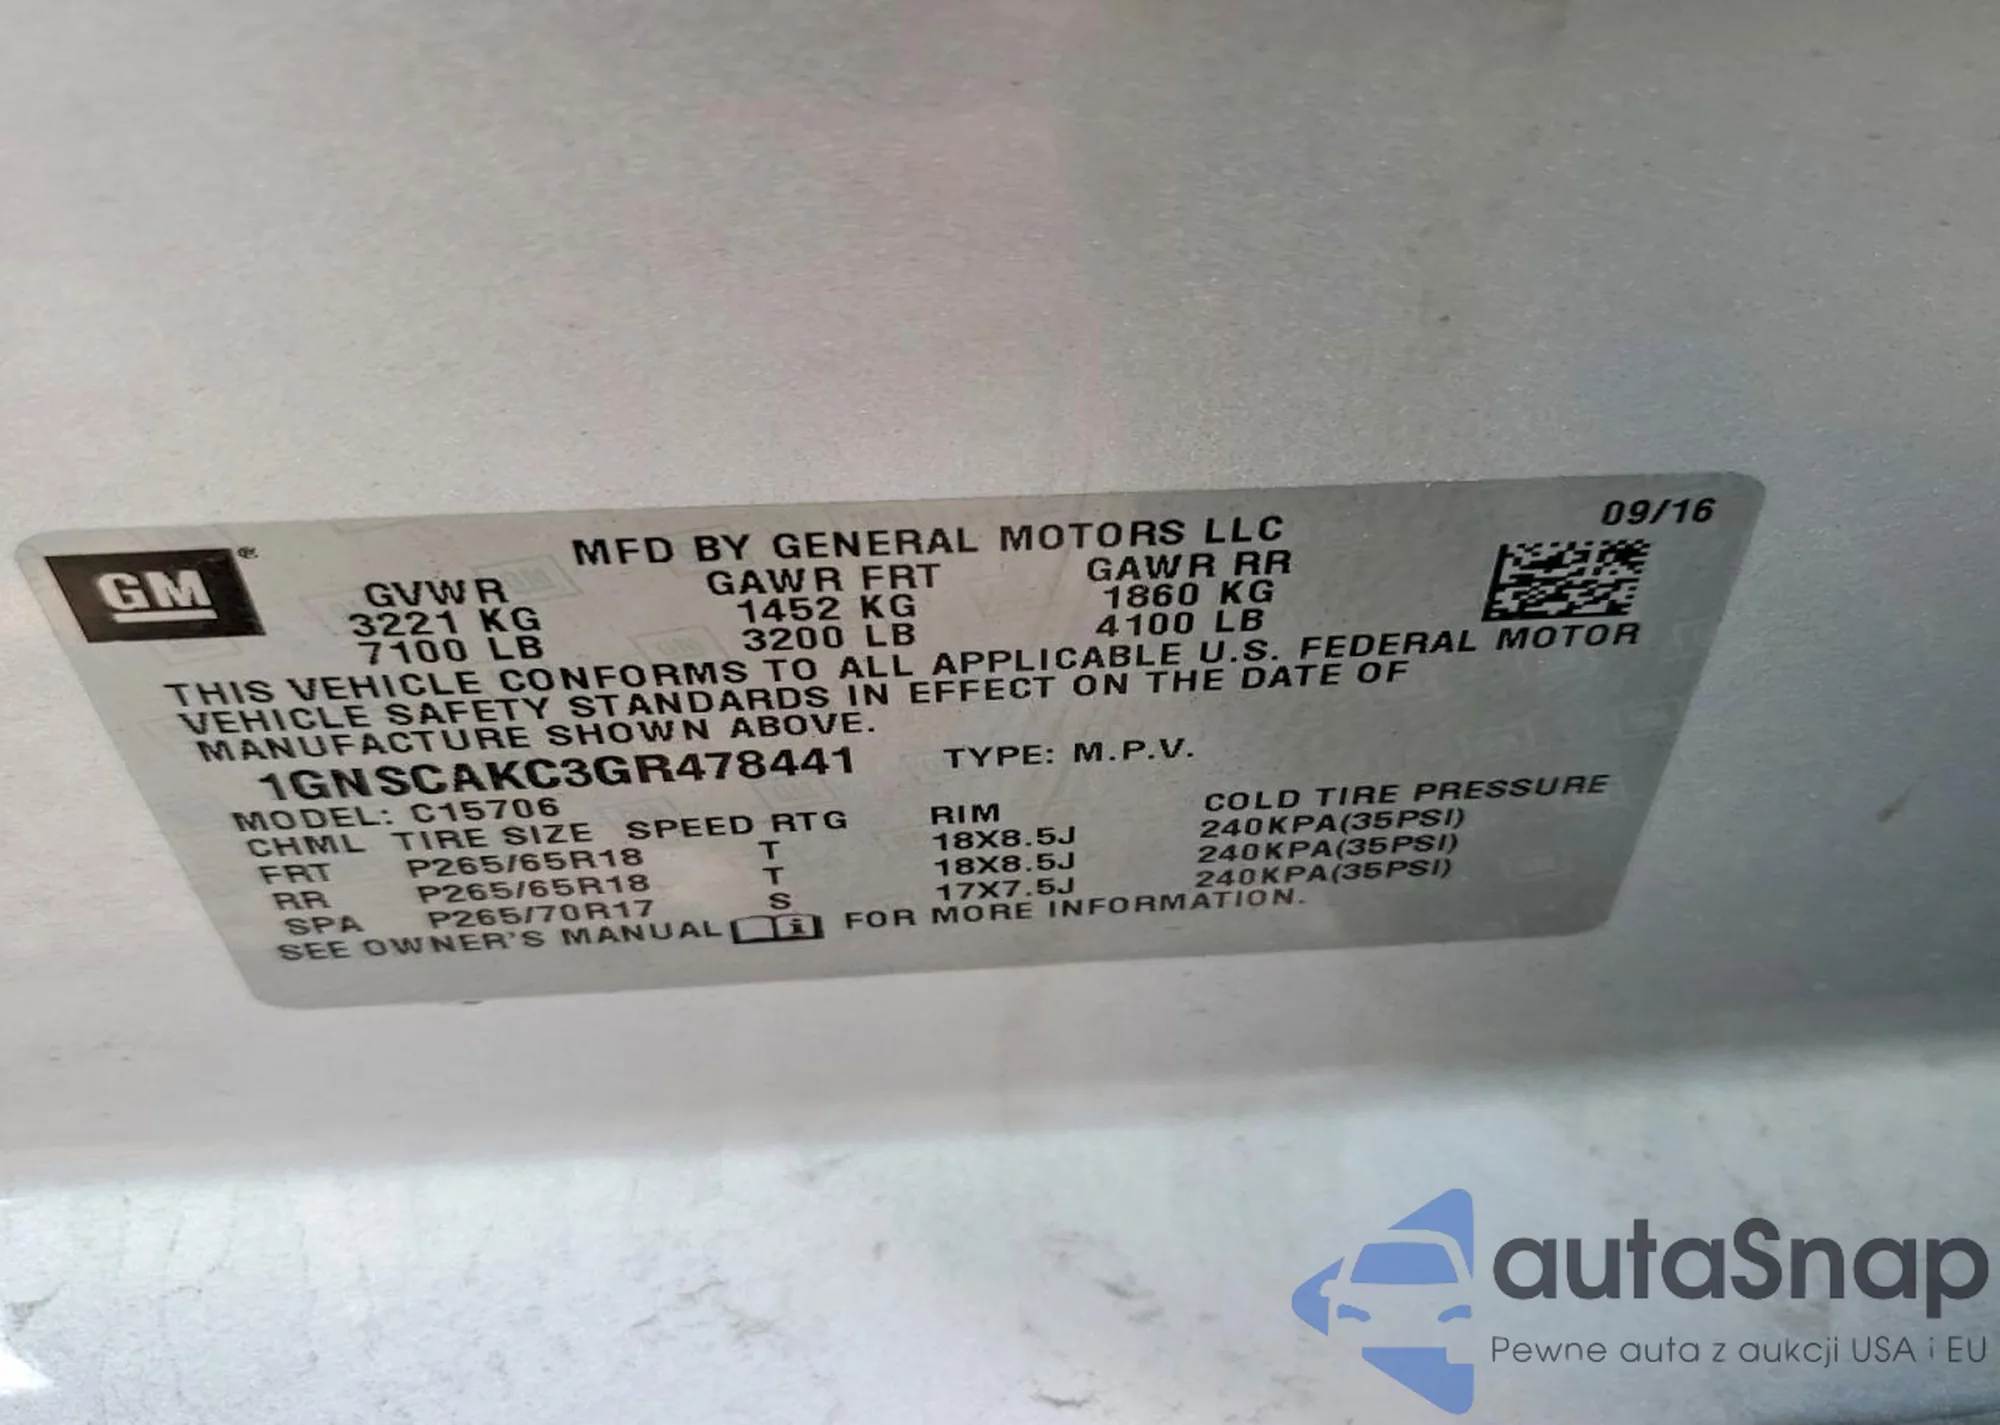 09/16
GM®
MFD BY GENERAL MOTORS LLC
GVWR GAWR FRT GAWR RR
3221 KG 1452 KG 1860 KG
7100 LB 3200 LB 4100 LB
THIS VEHICLE CONFORMS TO ALL APPLICABLE U.S. FEDERAL MOTOR
VEHICLE SAFETY STANDARDS IN EFFECT ON THE DATE OF
MANUFACTURE SHOWN ABOVE.
1GNSCAKC3GR478441 TYPE: M.P.V.
MODEL: C15706
CHML TIRE SIZE SPEED RTG RIM COLD TIRE PRESSURE
FRT P265/65R18 T 18X8.5J 240KPA(35PSI)
RR P265/65R18 T 18X8.5J 240KPA(35PSI)
SPA P265/70R17 S 17X7.5J 240KPA(35PSI)
SEE OWNER'S MANUAL i FOR MORE INFORMATION.
autaSnap
Pewne auta z aukcji USA i EU